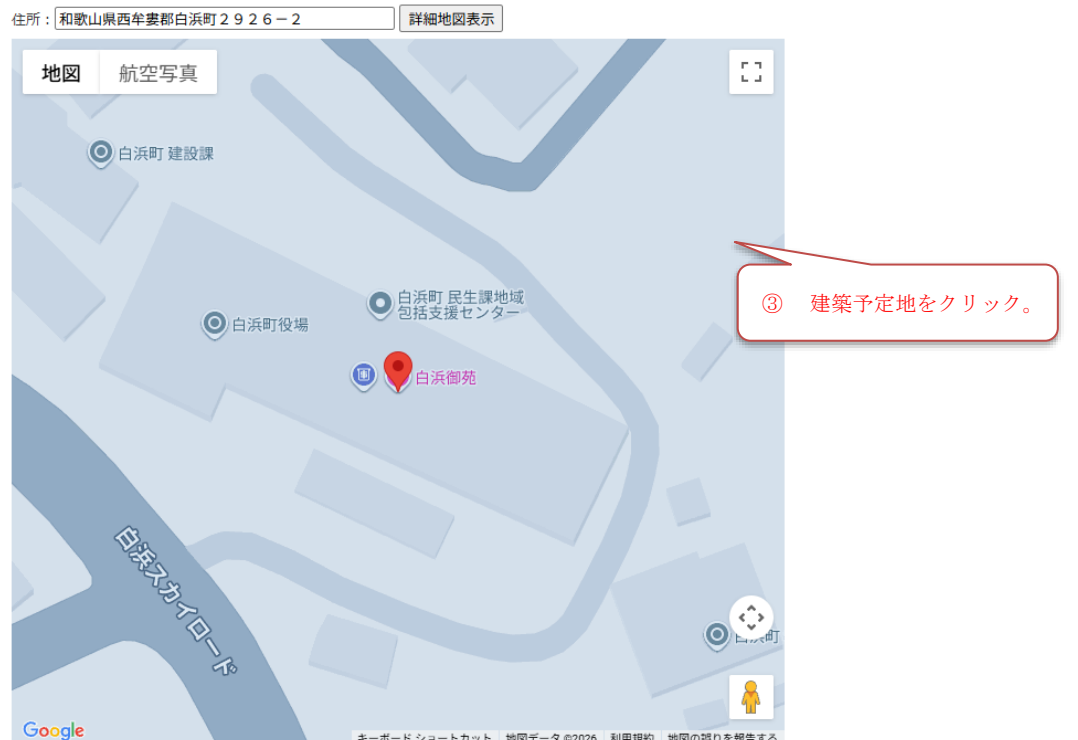 住所：和歌山県西牟婁郡白浜町２９２６－２ 詳細地図表示
地図 航空写真
白浜町 建設課
白浜町 民生課地域
包括支援センター
白浜町役場
白浜御苑
③ 建築予定地をクリック。
白浜スカイロード
白浜町
Google
キーボード ショートカット 地図データ ©2026 利用規約 地図の誤りを報告する